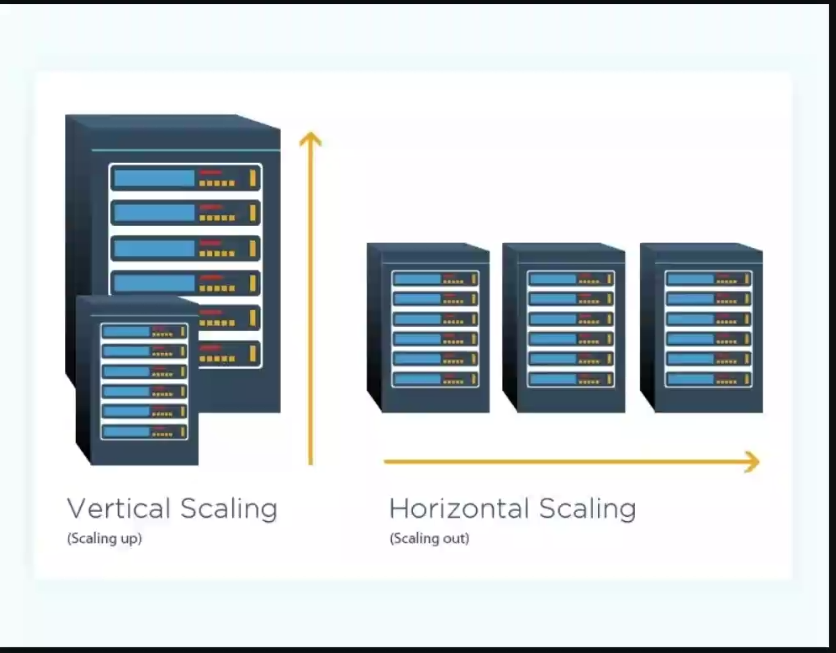 Vertical Scaling
(Scaling up)
Horizontal Scaling
(Scaling out)